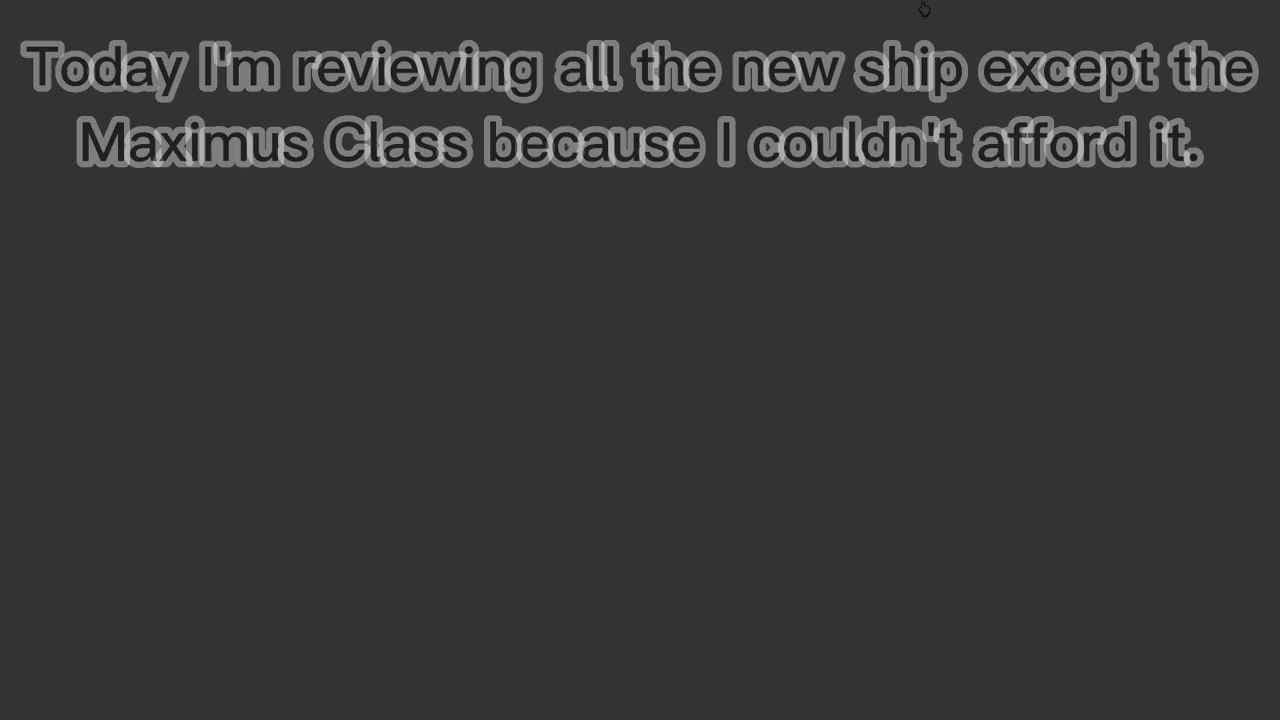 Today I'm reviewing all the new ship except the
Maximus Class because I couldn't afford it.